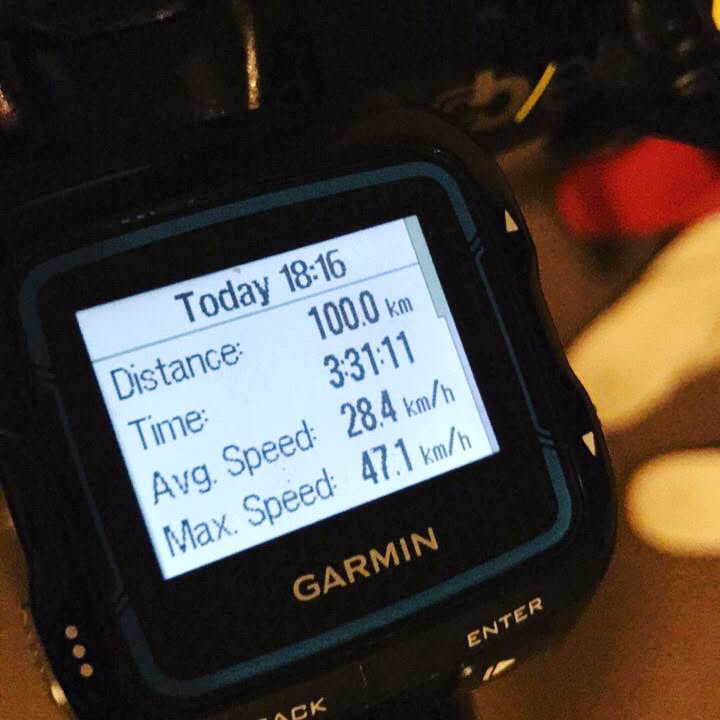 Today 18:16
Distance: 100.0 km
Time: 3:31:11
Avg. Speed: 28.4 km/h
Max. Speed: 47.1 km/h
GARMIN
ENTER